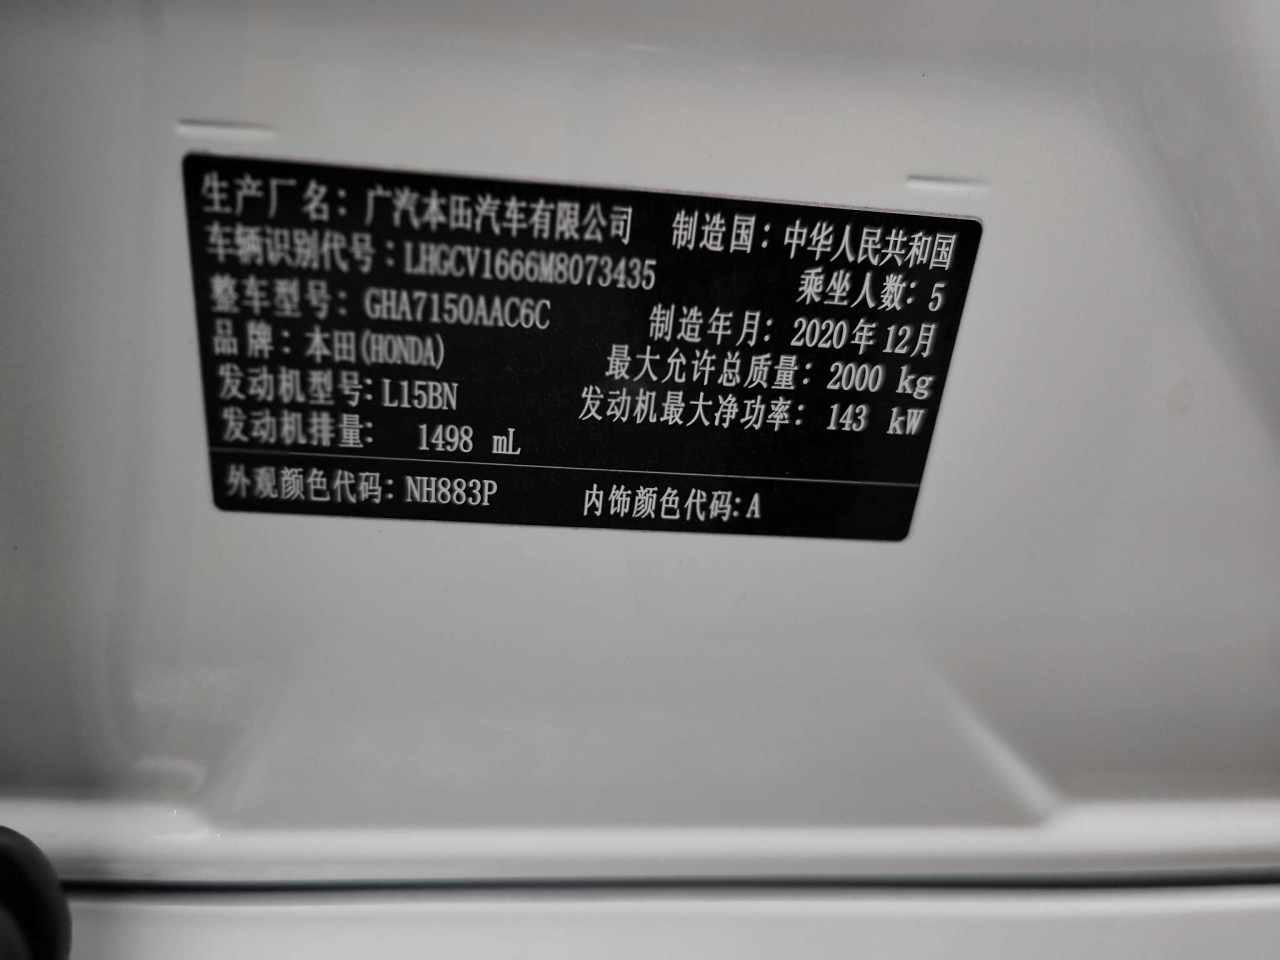 生产厂名：广汽本田汽车有限公司 制造国：中华人民共和国
车辆识别代号：LHGCV1666M8073435 乘坐人数：5
整车型号：GHA7150AAC6C 制造年月：2020年12月
品牌：本田(HONDA) 最大允许总质量：2000 kg
发动机型号:L15BN 发动机最大净功率：143 kW
发动机排量： 1498 mL
外观颜色代码:NH883P 内饰颜色代码:A